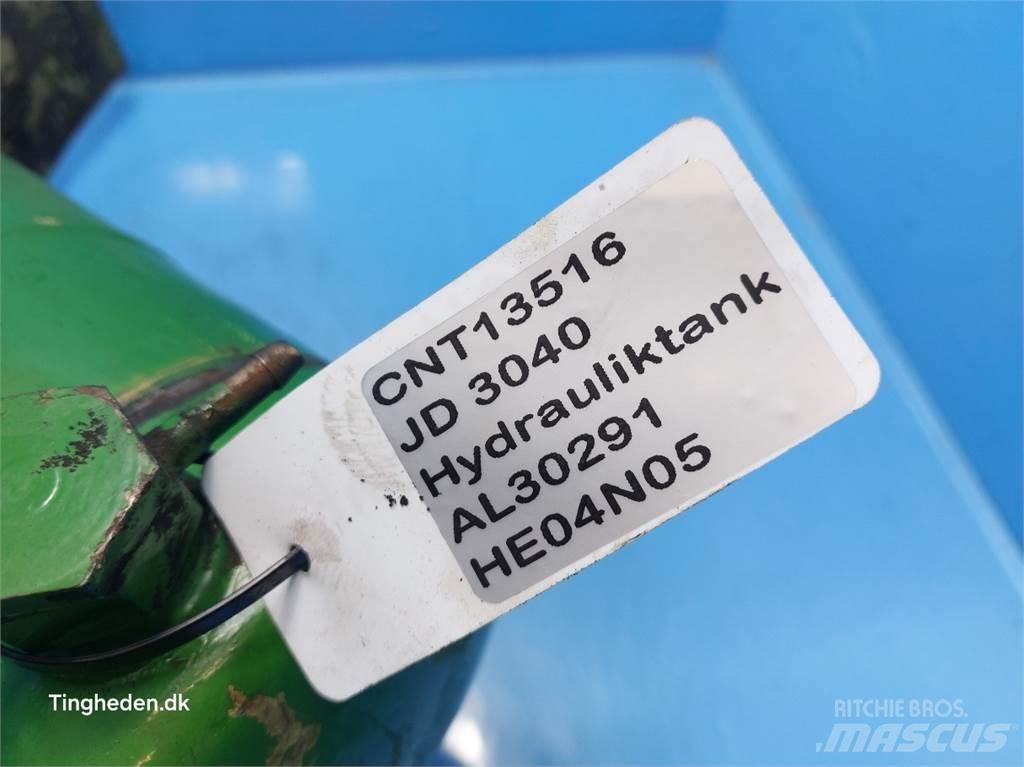 CNT13516
JD 3040
Hydrauliktank
AL30291
HE04N05
Tingheden.dk
RITCHIE BROS.
MASCUS